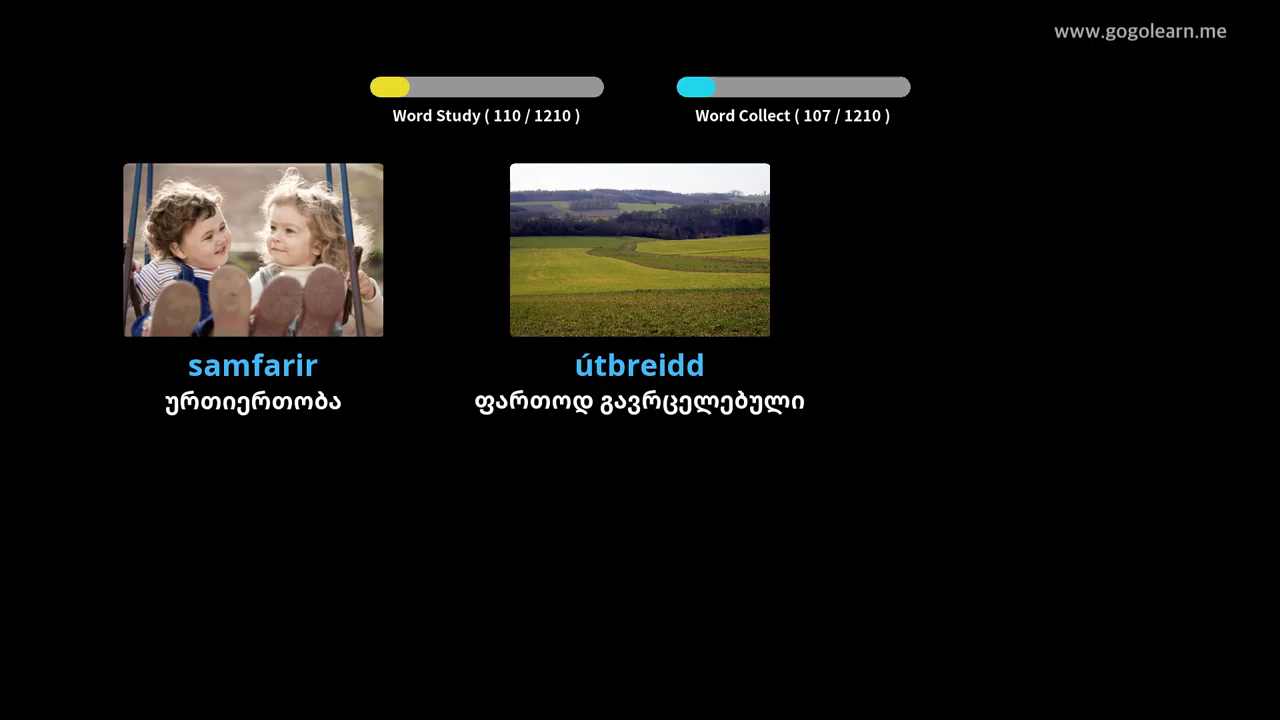 www.gogolearn.me
Word Study ( 110 / 1210 )
Word Collect ( 107 / 1210 )
samfarir
ურთიერთობა
útbreidd
ფართოდ გავრცელებული